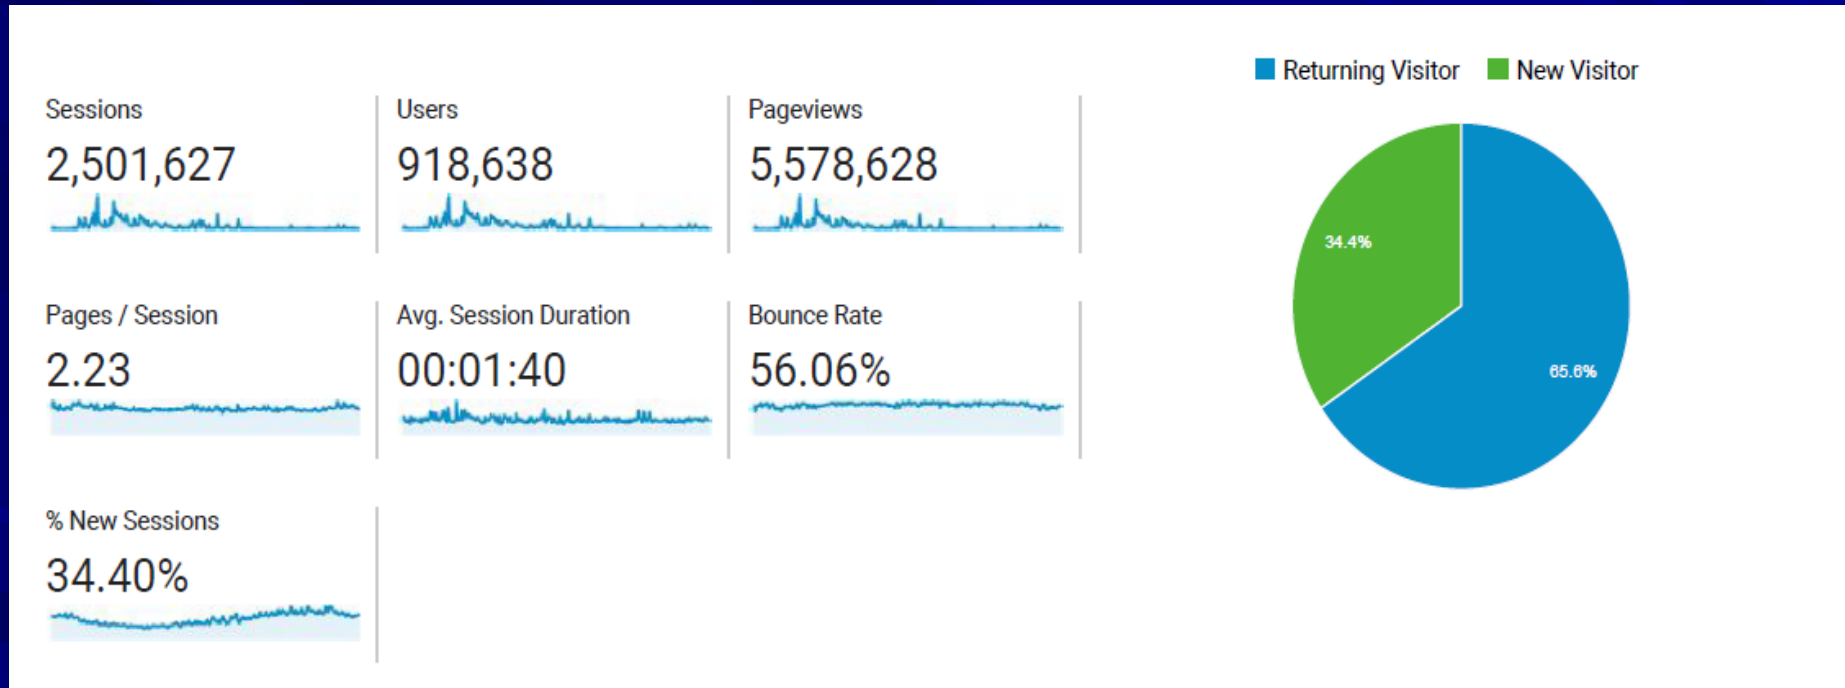 Returning Visitor New Visitor
Sessions
2,501,627
Users
918,638
Pageviews
5,578,628
Pages / Session
2.23
Avg. Session Duration
00:01:40
Bounce Rate
56.06%
% New Sessions
34.40%
34.4%
65.6%